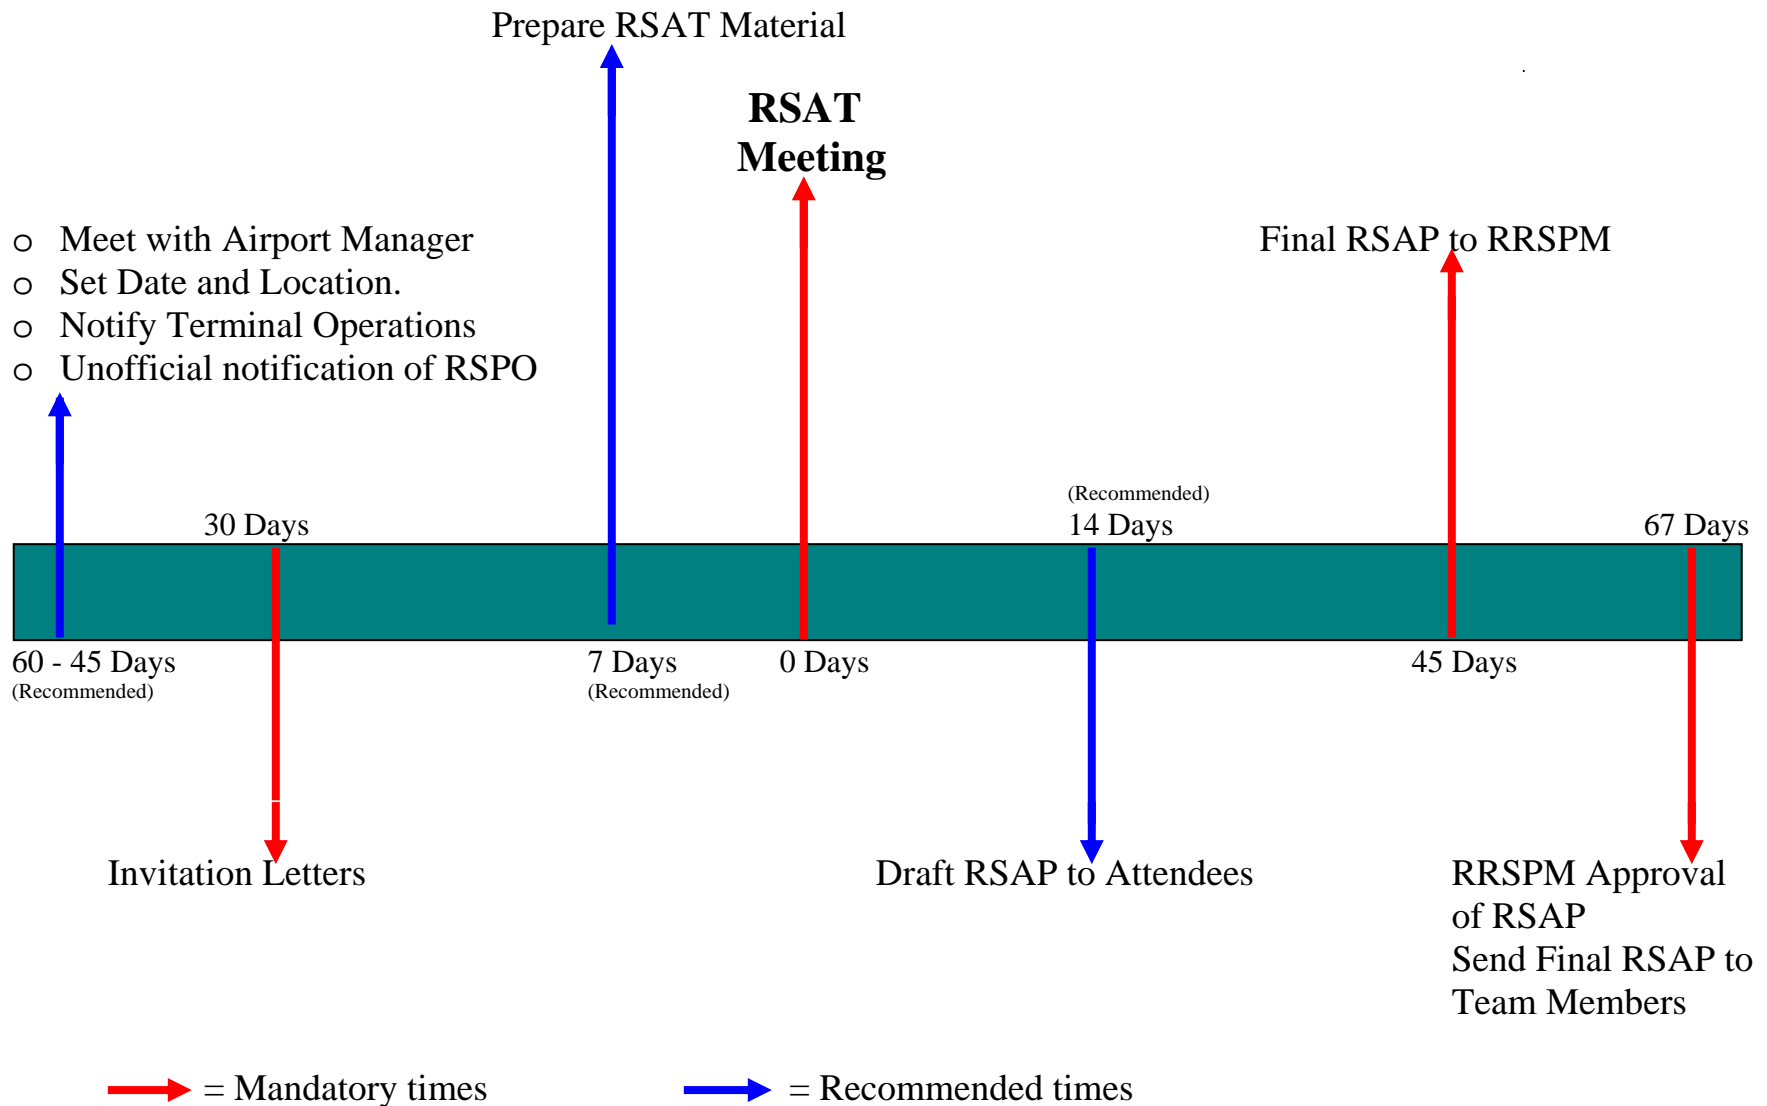 Prepare RSAT Material
RSAT
Meeting
o Meet with Airport Manager
o Set Date and Location.
o Notify Terminal Operations
o Unofficial notification of RSPO
Final RSAP to RRSPM
(Recommended)
30 Days
14 Days
67 Days
60 - 45 Days
(Recommended)
7 Days
(Recommended)
0 Days
45 Days
Invitation Letters
Draft RSAP to Attendees
RRSPM Approval
of RSAP
Send Final RSAP to
Team Members
= Mandatory times
= Recommended times